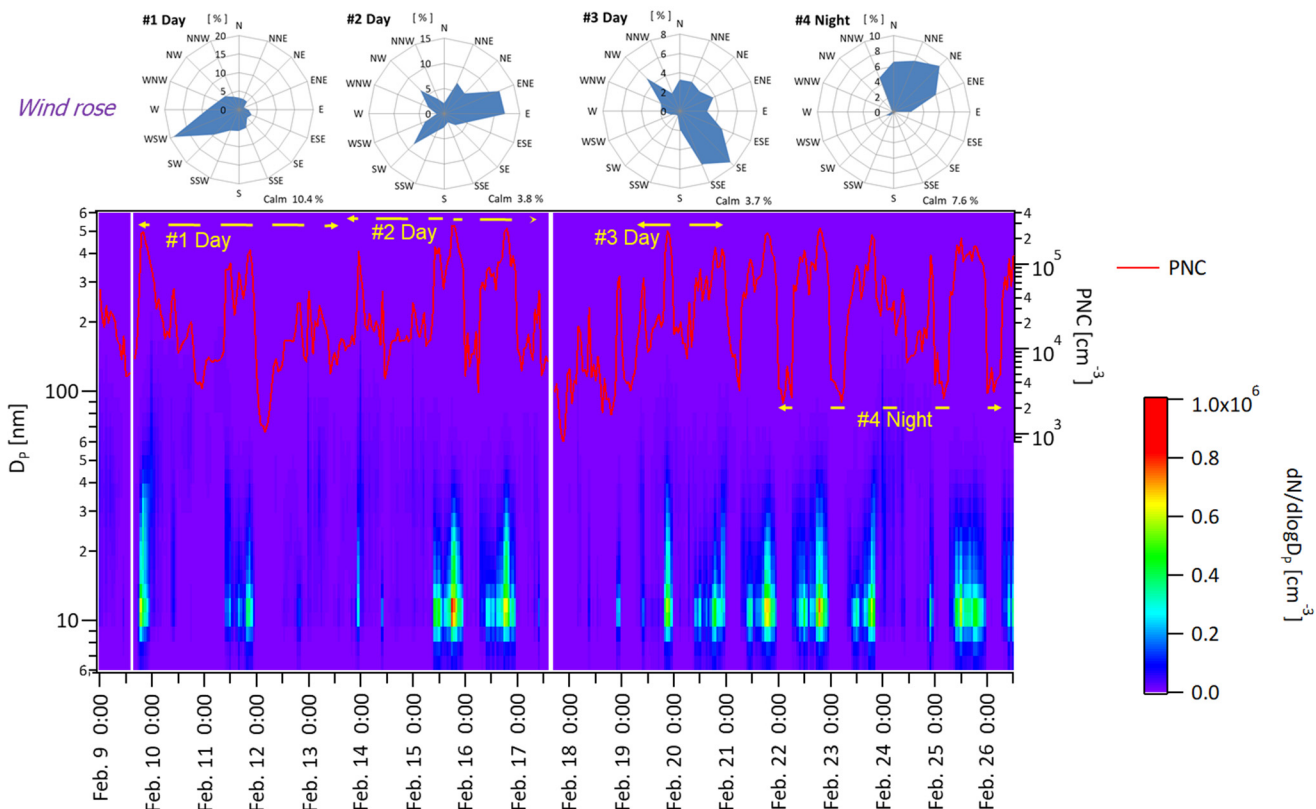 #1 Day [ % ]
N
NNE
NE
ENE
E
ESE
SE
SSE
S
SSW
SW
WSW
W
WNW
NW
NNW
20
15
10
5
0
Calm 10.4 %
#2 Day [ % ]
N
NNE
NE
ENE
E
ESE
SE
SSE
S
SSW
SW
WSW
W
WNW
NW
NNW
15
10
5
0
Calm 3.8 %
#3 Day [ % ]
N
NNE
NE
ENE
E
ESE
SE
SSE
S
SSW
SW
WSW
W
WNW
NW
NNW
8
6
4
2
0
Calm 3.7 %
#4 Night [ % ]
N
NNE
NE
ENE
E
ESE
SE
SSE
S
SSW
SW
WSW
W
WNW
NW
NNW
10
8
6
4
2
0
Calm 7.6 %
Wind rose
#1 Day
#2 Day
#3 Day
#4 Night
DP [nm]
6
5
4
3
2
100
6
5
4
3
2
10
6
PNC [cm-3]
4
2
10^5
4
2
10^4
4
2
10^3
PNC
1.0x10^6
0.8
0.6
0.4
0.2
0.0
dN/dlogDP [cm-3]
Feb. 9 0:00
Feb. 10 0:00
Feb. 11 0:00
Feb. 12 0:00
Feb. 13 0:00
Feb. 14 0:00
Feb. 15 0:00
Feb. 16 0:00
Feb. 17 0:00
Feb. 18 0:00
Feb. 19 0:00
Feb. 20 0:00
Feb. 21 0:00
Feb. 22 0:00
Feb. 23 0:00
Feb. 24 0:00
Feb. 25 0:00
Feb. 26 0:00